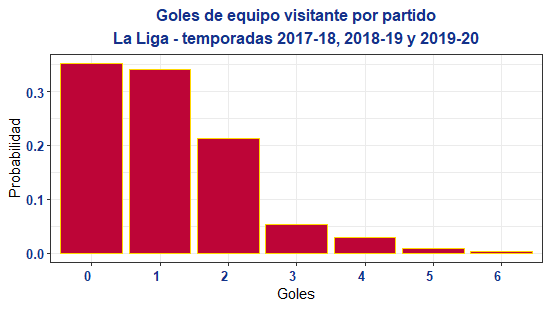 Goles de equipo visitante por partido
La Liga - temporadas 2017-18, 2018-19 y 2019-20
Probabilidad
0.3
0.2
0.1
0.0
0 1 2 3 4 5 6
Goles